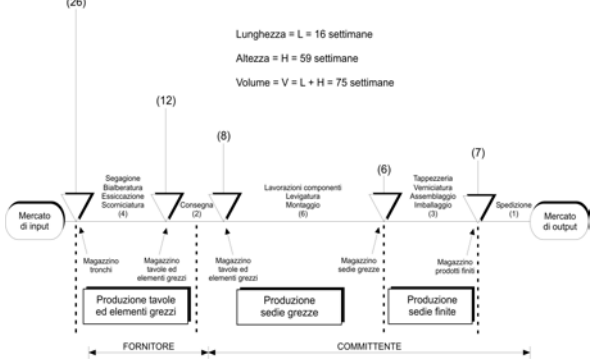 (26)
Lunghezza = L = 16 settimane
Altezza = H = 59 settimane
Volume = V = L + H = 75 settimane
(12)
(8)
(6)
(7)
Mercato
di input
Segagione
Bialberatura
Essiccazione
Scorniciatura
(4)
Consegna
(2)
Lavorazioni componenti
Levigatura
Montaggio
(6)
Tappezzeria
Verniciatura
Assemblaggio
Imballaggio
(3)
Spedizione
(1)
Mercato
di output
Magazzino
tronchi
Magazzino
tavole ed
elementi grezzi
Magazzino
tavole ed
elementi grezzi
Magazzino
sedie grezze
Magazzino
prodotti finiti
Produzione tavole
ed elementi grezzi
Produzione
sedie grezze
Produzione
sedie finite
FORNITORE
COMMITTENTE